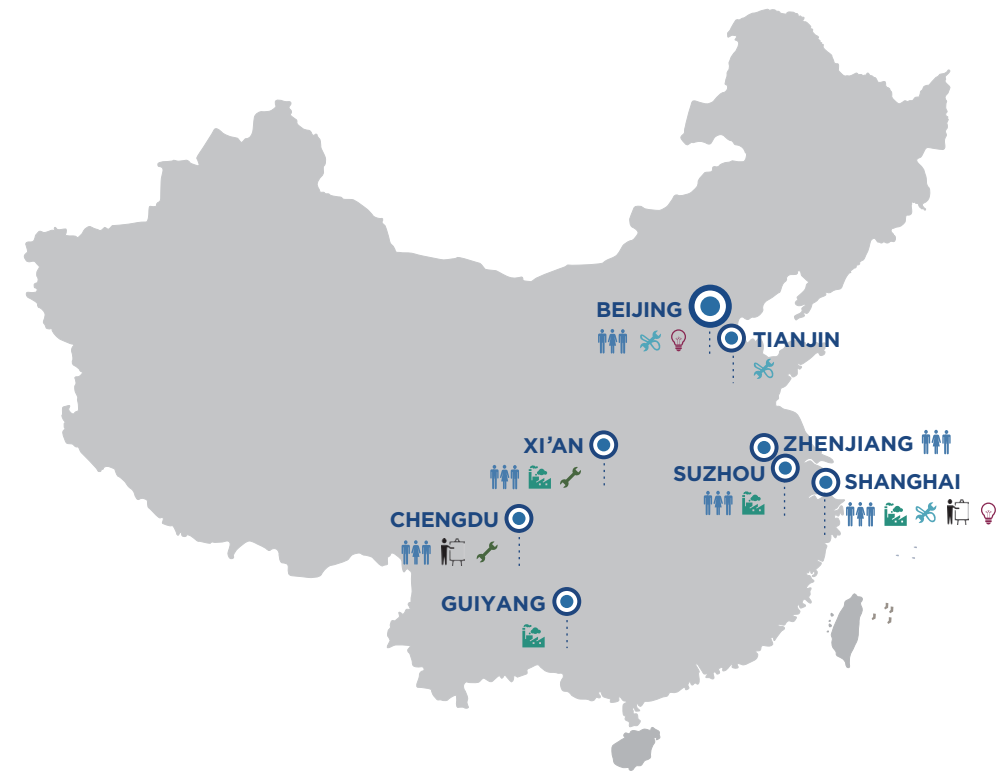 BEIJING
TIANJIN
XI’AN
ZHENJIANG
SUZHOU
SHANGHAI
CHENGDU
GUIYANG